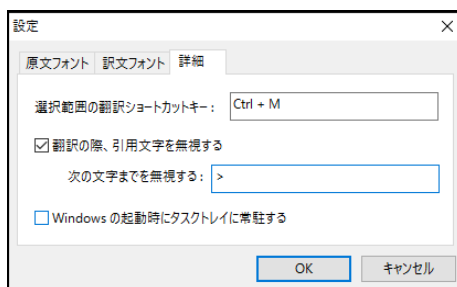 設定
原文フォント 訳文フォント 詳細
選択範囲の翻訳ショートカットキー: Ctrl + M
翻訳の際、引用文字を無視する
次の文字までを無視する: >
Windows の起動時にタスクトレイに常駐する
OK キャンセル